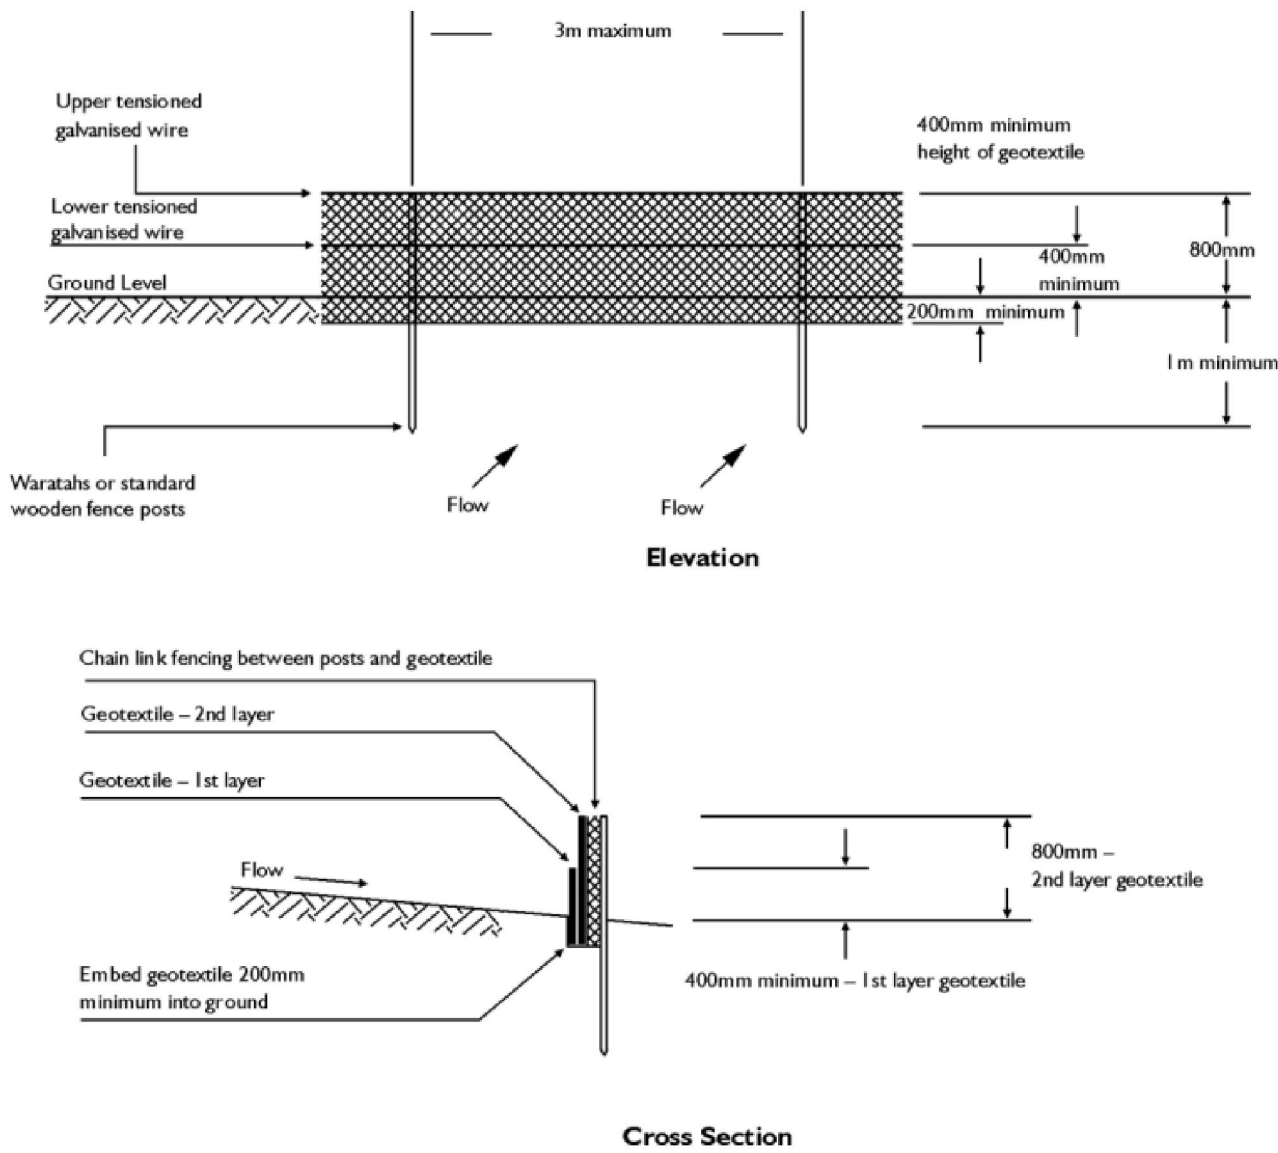 3m maximum
Upper tensioned
galvanised wire
400mm minimum
height of geotextile
Lower tensioned
galvanised wire
800mm
400mm
minimum
Ground Level
200mm minimum
1m minimum
Waratahs or standard
wooden fence posts
Flow
Flow
Elevation
Chain link fencing between posts and geotextile
Geotextile – 2nd layer
Geotextile – 1st layer
Flow
800mm –
2nd layer geotextile
Embed geotextile 200mm
minimum into ground
400mm minimum – 1st layer geotextile
Cross Section